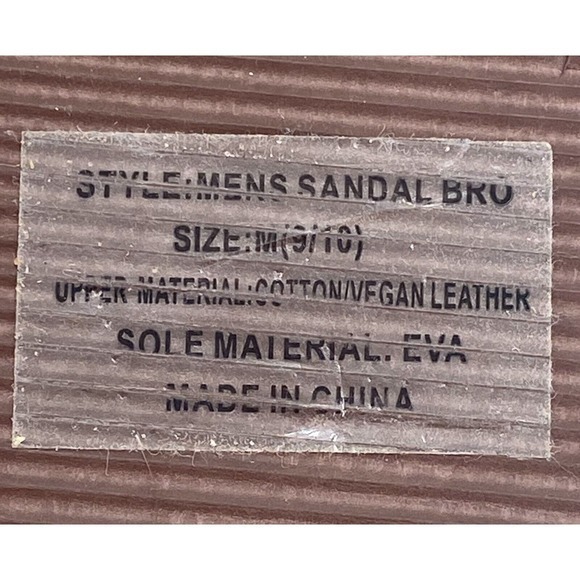 STYLE:MENS SANDAL BRO
SIZE:M(9/10)
UPPER MATERIAL:COTTON/VEGAN LEATHER
SOLE MATERIAL: EVA
MADE IN CHINA